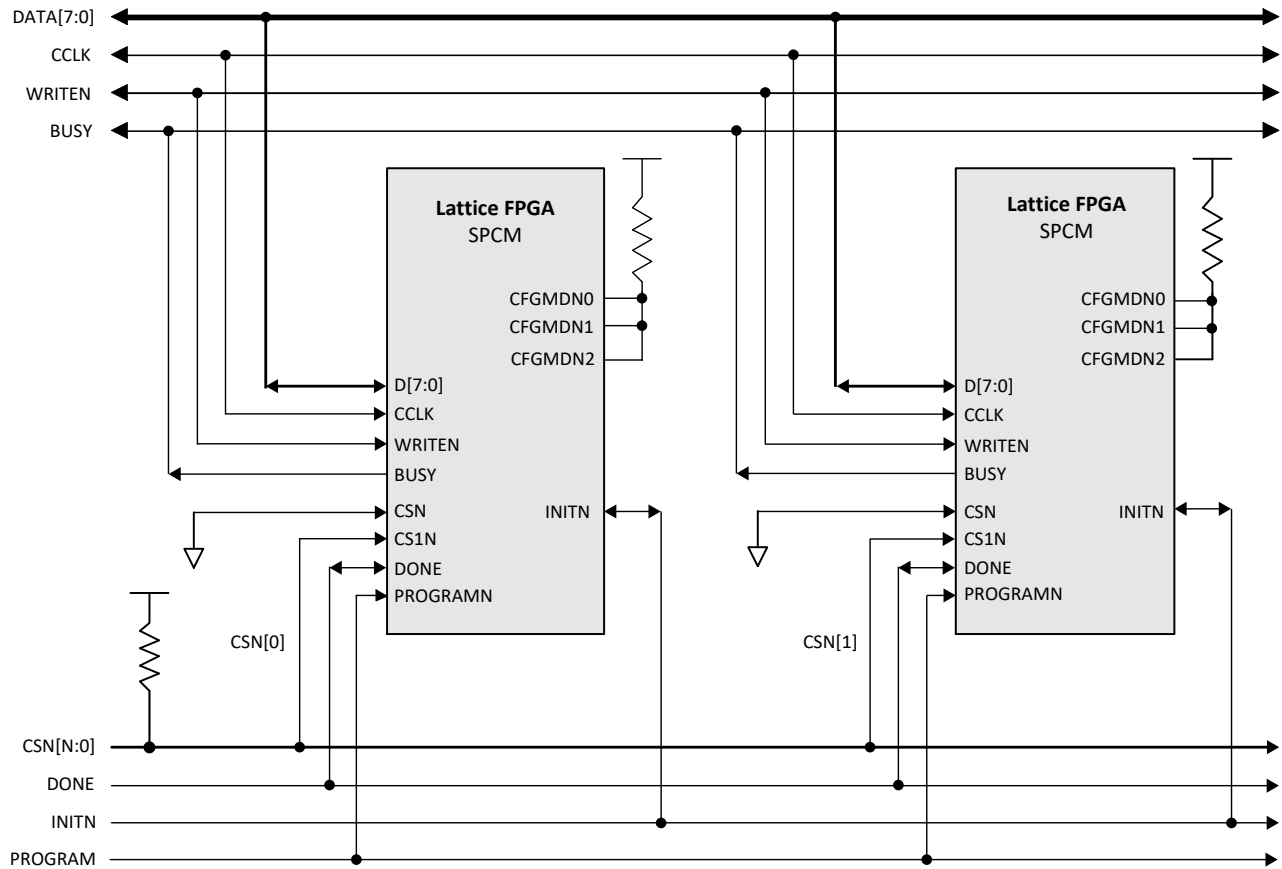 DATA[7:0]
CCLK
WRITEN
BUSY
Lattice FPGA
SPCM
CFGMDN0
CFGMDN1
CFGMDN2
D[7:0]
CCLK
WRITEN
BUSY
CSN
CS1N
DONE
PROGRAMN
INITN
CSN[0]
Lattice FPGA
SPCM
CFGMDN0
CFGMDN1
CFGMDN2
D[7:0]
CCLK
WRITEN
BUSY
CSN
CS1N
DONE
PROGRAMN
INITN
CSN[1]
CSN[N:0]
DONE
INITN
PROGRAM